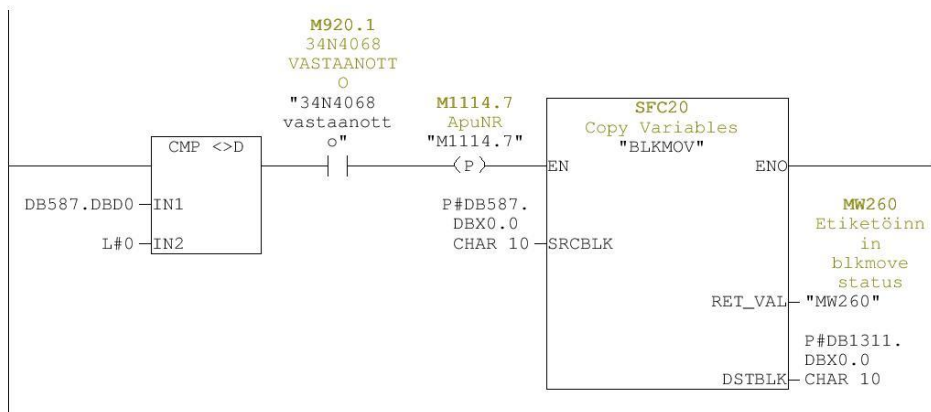 M920.1
34N4068
VASTAANOTT
O
"34N4068
vastaanott
o"
M1114.7
ApuNR
"M1114.7"
(P)
SFC20
Copy Variables
"BLKMOV"
CMP <>D
EN
ENO
DB587.DBD0
IN1
L#0
IN2
P#DB587.
DBX0.0
CHAR 10
SRCBLK
MW260
Etiketöinn
in
blkmove
status
RET_VAL
"MW260"
P#DB1311.
DBX0.0
DSTBLK
CHAR 10